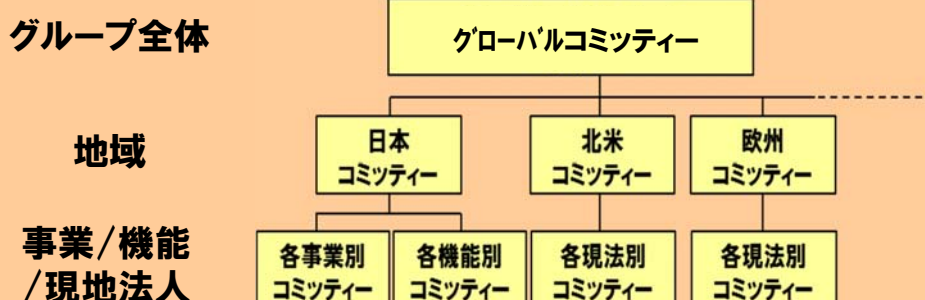 グループ全体
グローバルコミッティー
地域
日本
コミッティー
北米
コミッティー
欧州
コミッティー
事業/機能
/現地法人
各事業別
コミッティー
各機能別
コミッティー
各現法別
コミッティー
各現法別
コミッティー